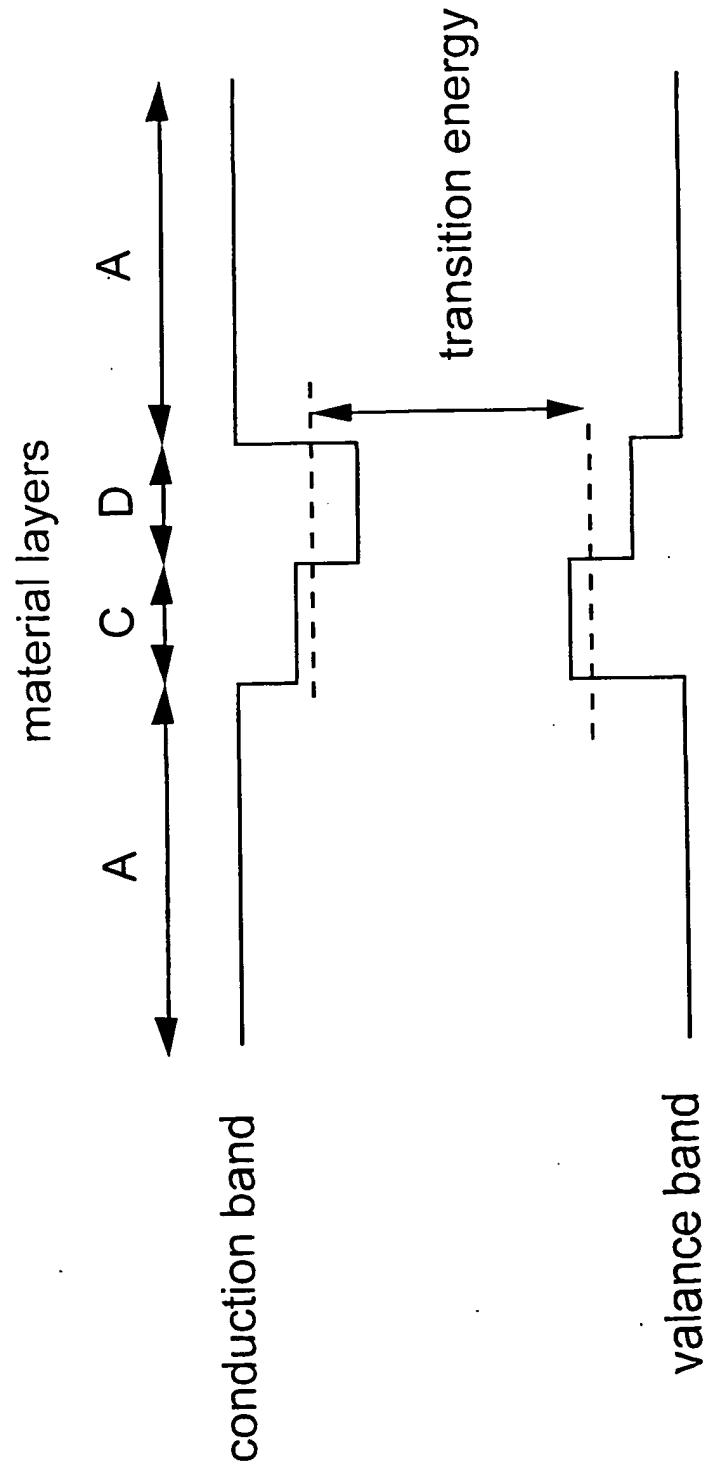 material layers
A
C
D
A
conduction band
transition energy
valance band